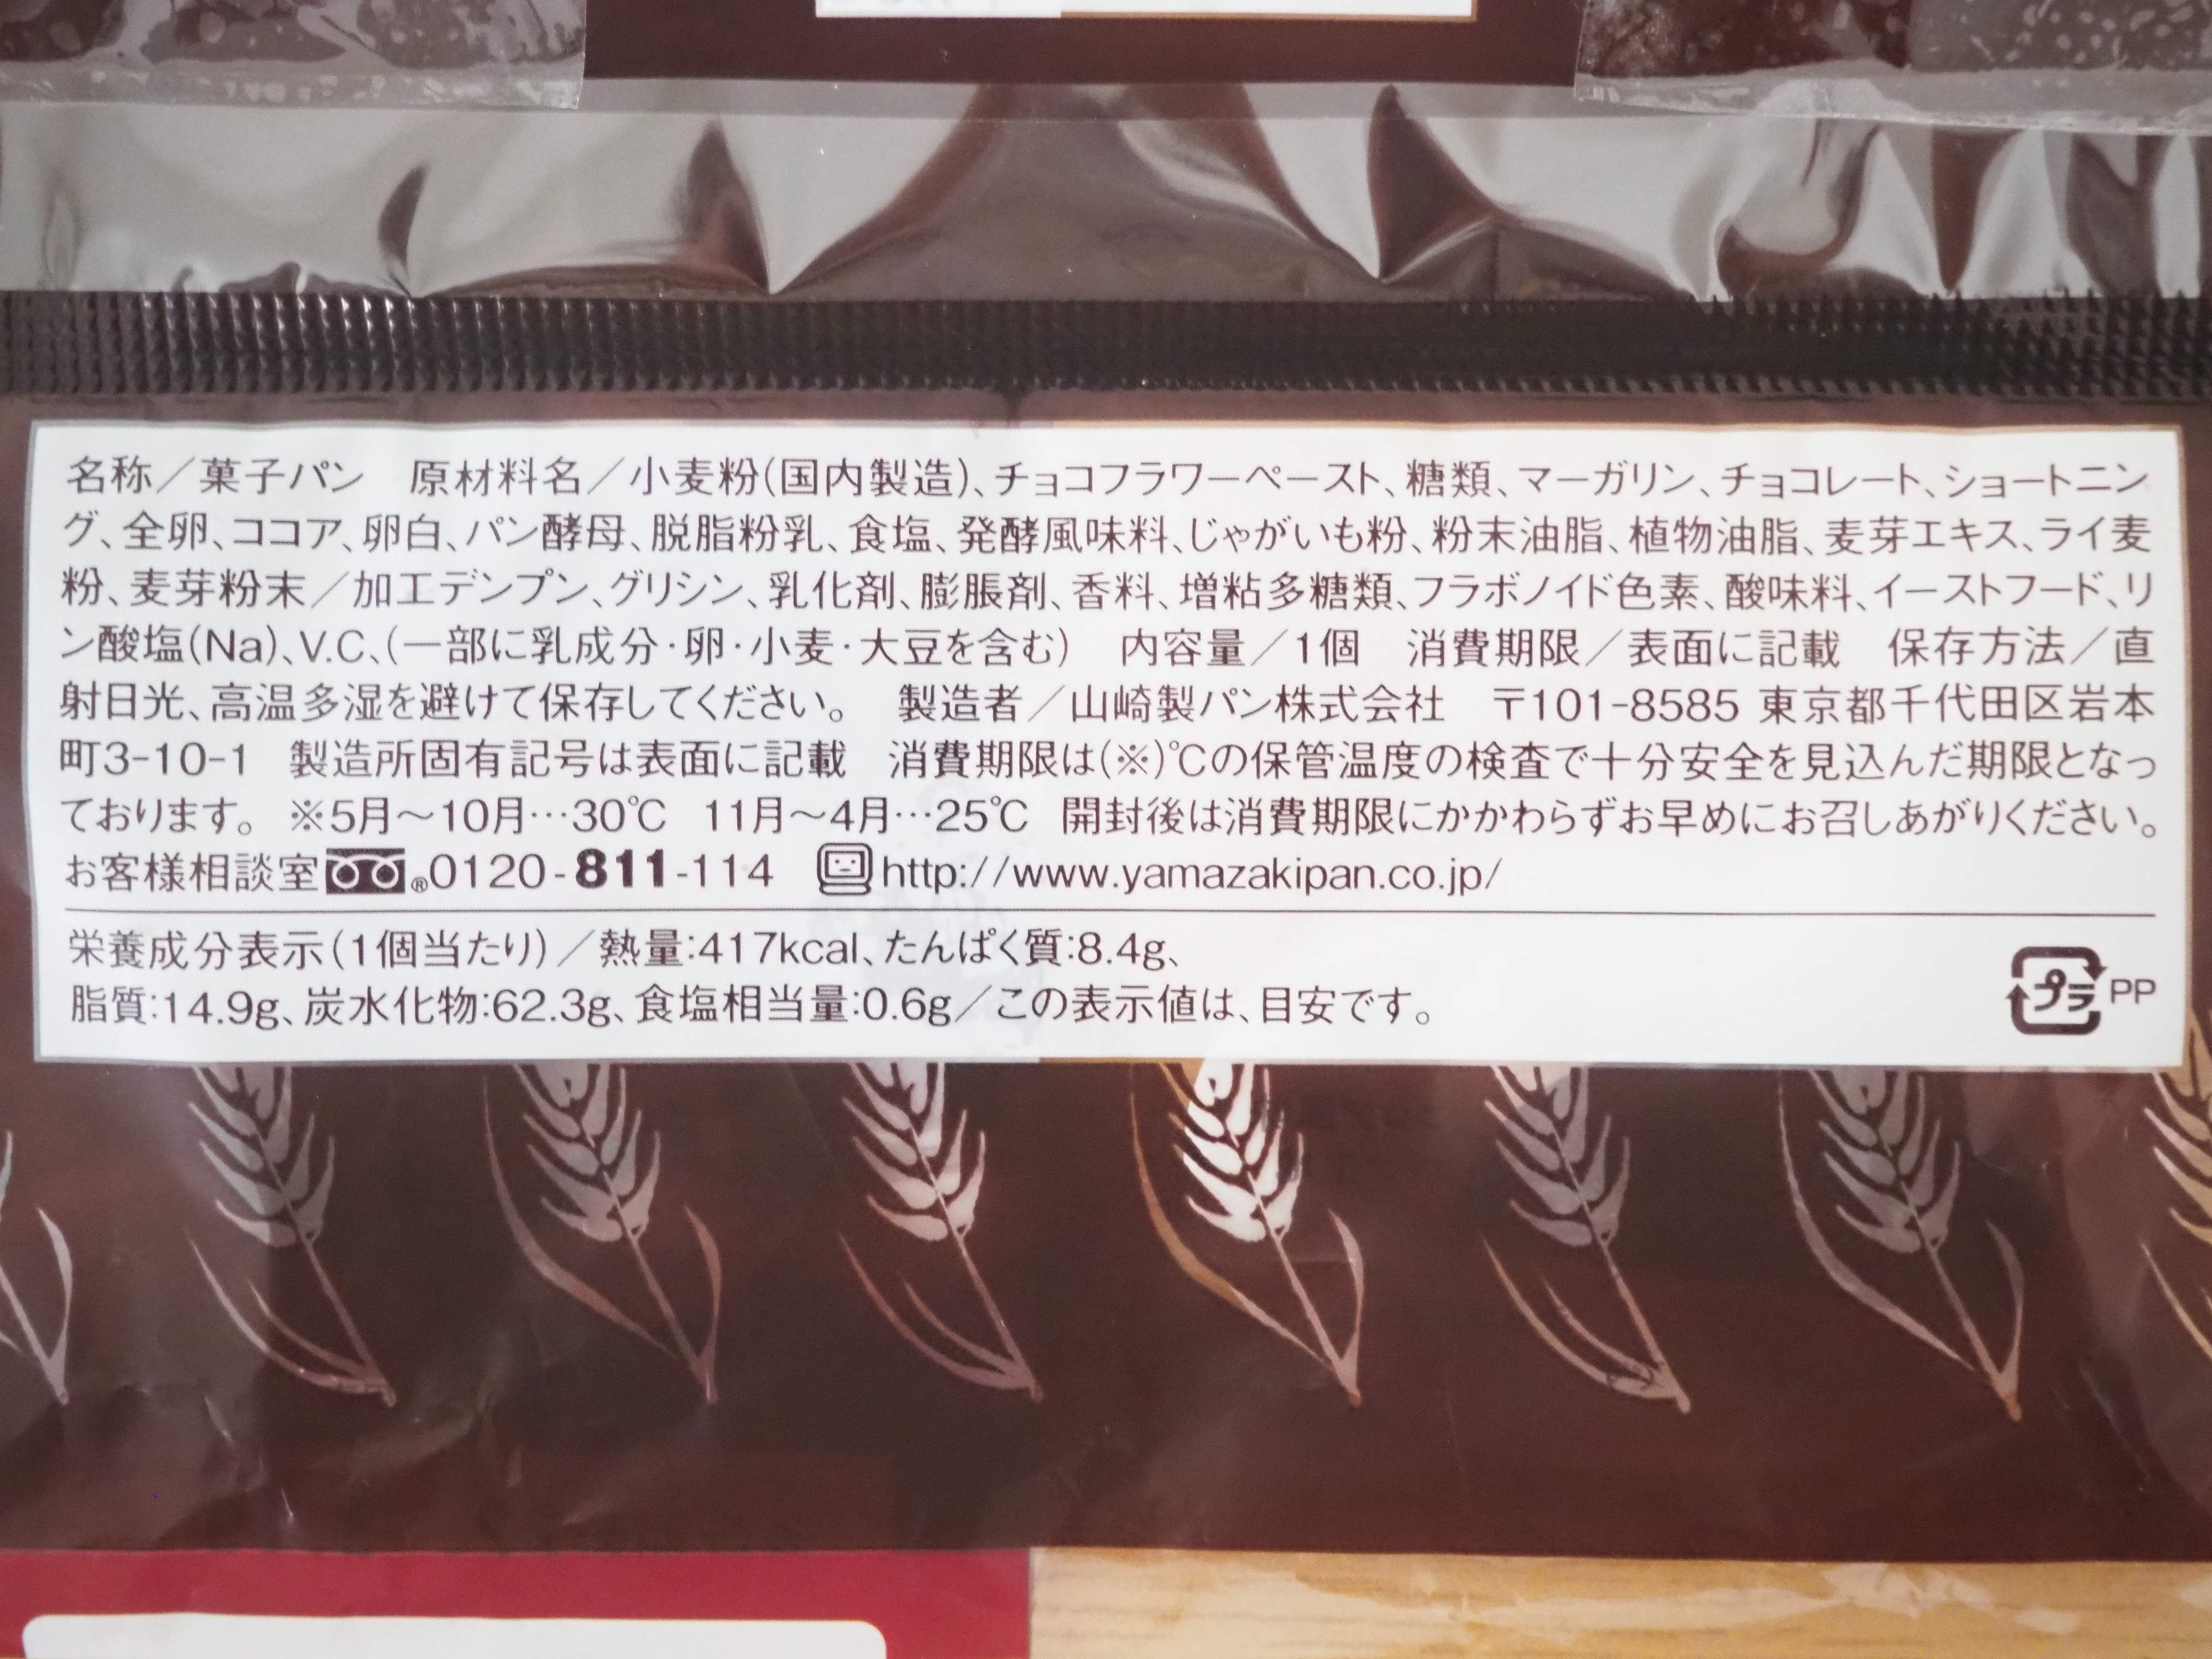 名称／菓子パン　原材料名／小麦粉(国内製造)、チョコフラワーペースト、糖類、マーガリン、チョコレート、ショートニン
グ、全卵、ココア、卵白、パン酵母、脱脂粉乳、食塩、発酵風味料、じゃがいも粉、粉末油脂、植物油脂、麦芽エキス、ライ麦
粉、麦芽粉末／加工デンプン、グリシン、乳化剤、膨脹剤、香料、増粘多糖類、フラボノイド色素、酸味料、イーストフード、リ
ン酸塩(Na)、V.C、(一部に乳成分・卵・小麦・大豆を含む)　内容量／1個　消費期限／表面に記載　保存方法／直
射日光、高温多湿を避けて保存してください。　製造者／山崎製パン株式会社　〒101-8585 東京都千代田区岩本
町3-10-1　製造所固有記号は表面に記載　消費期限は(※)℃の保管温度の検査で十分安全を見込んだ期限となっ
ております。　※5月～10月…30℃　11月～4月…25℃　開封後は消費期限にかかわらずお早めにお召しあがりください。
お客様相談室®0120-811-114　http://www.yamazakipan.co.jp/
栄養成分表示(1個当たり)／熱量:417kcal、たんぱく質:8.4g、
脂質:14.9g、炭水化物:62.3g、食塩相当量:0.6g／この表示値は、目安です。
プラ PP